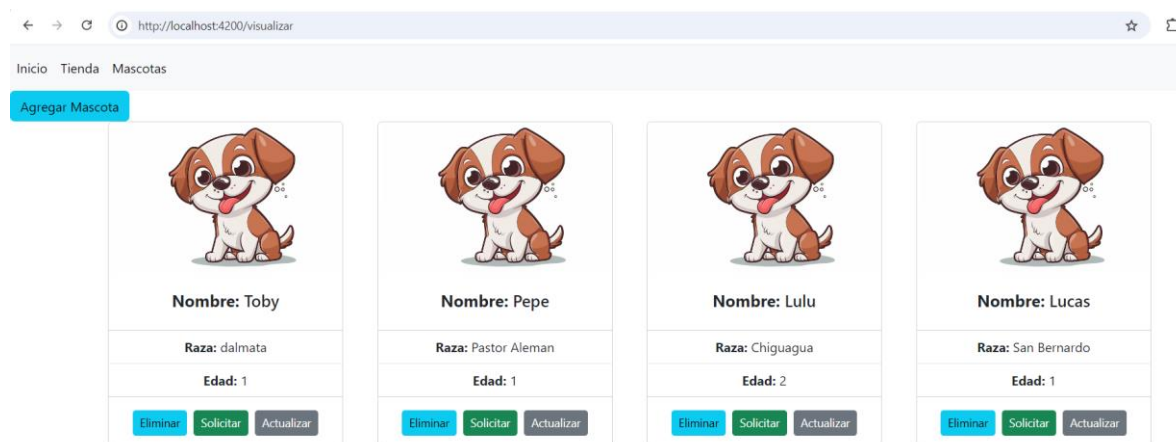 http://localhost:4200/visualizar
Inicio Tienda Mascotas
Agregar Mascota
Nombre: Toby
Raza: dalmata
Edad: 1
Eliminar Solicitar Actualizar
Nombre: Pepe
Raza: Pastor Aleman
Edad: 1
Eliminar Solicitar Actualizar
Nombre: Lulu
Raza: Chiguagua
Edad: 2
Eliminar Solicitar Actualizar
Nombre: Lucas
Raza: San Bernardo
Edad: 1
Eliminar Solicitar Actualizar